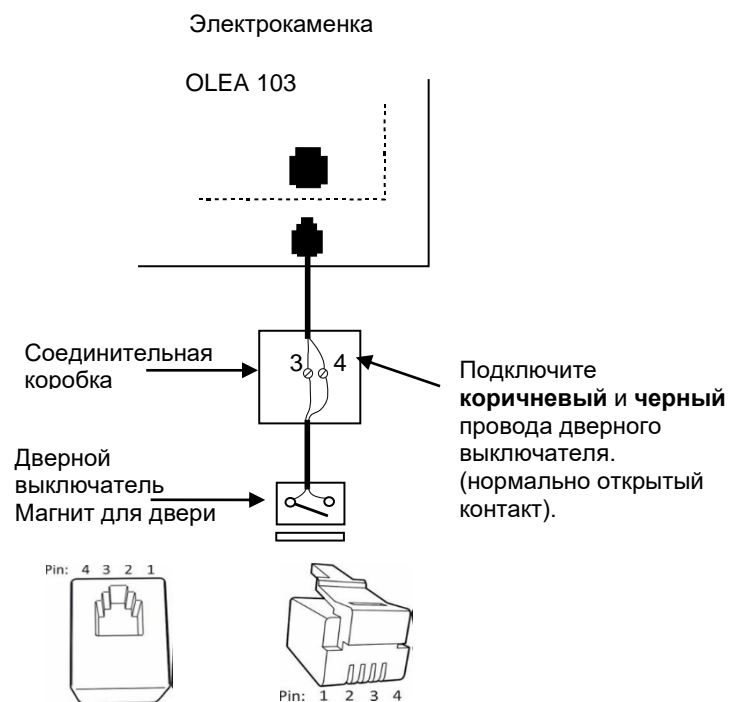 Электрокаменка
OLEA 103
Соединительная
коробка
3 4
Подключите
коричневый и черный
провода дверного
выключателя.
(нормально открытый
контакт).
Дверной
выключатель
Магнит для двери
Pin: 4 3 2 1
Pin: 1 2 3 4